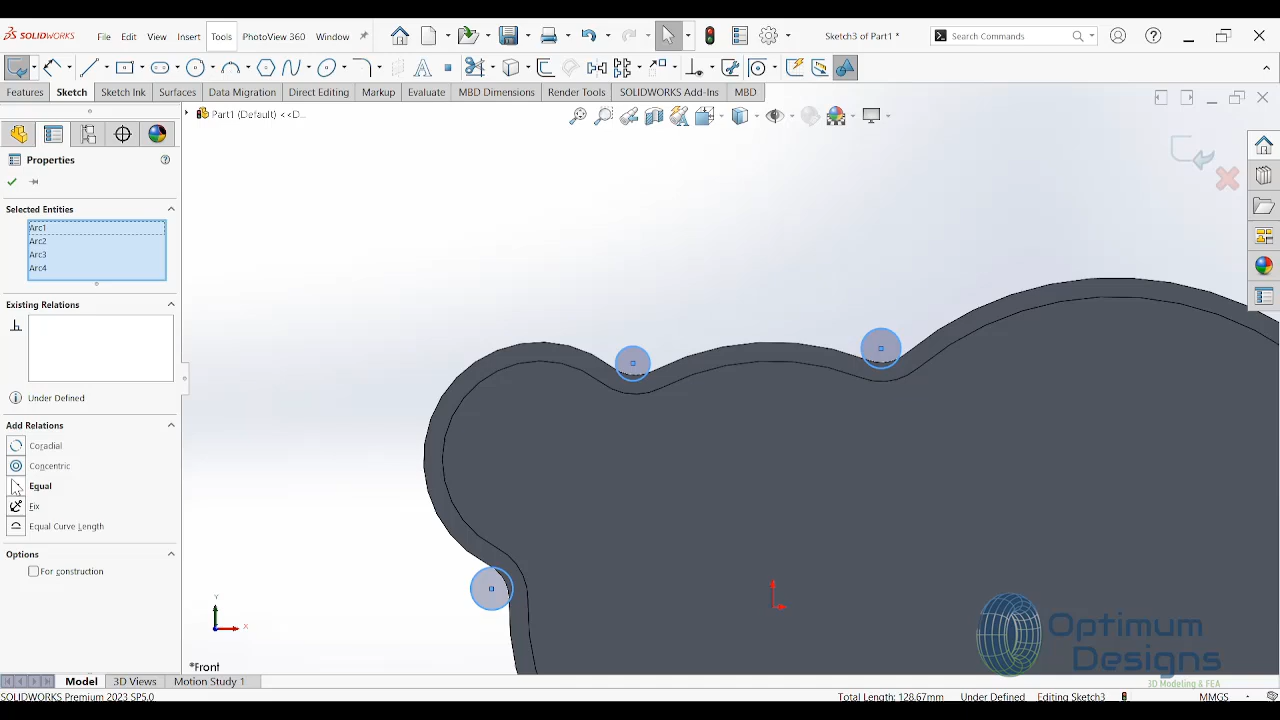 SOLIDWORKS File Edit View Insert Tools PhotoView 360 Window Sketch3 of Part1 * Search Commands
Features Sketch Sketch Ink Surfaces Data Migration Direct Editing Markup Evaluate MBD Dimensions Render Tools SOLIDWORKS Add-Ins MBD
Part1 (Default) <<D...
Properties
Selected Entities
Arc1
Arc2
Arc3
Arc4
Existing Relations
Under Defined
Add Relations
Coradial
Concentric
Equal
Fix
Equal Curve Length
Options
For construction
Y
X
*Front
Optimum
Designs
3D Modeling & FEA
Model 3D Views Motion Study 1
SOLIDWORKS Premium 2023 SP5.0 Total Length: 128.67mm Under Defined Editing Sketch3 MMGS